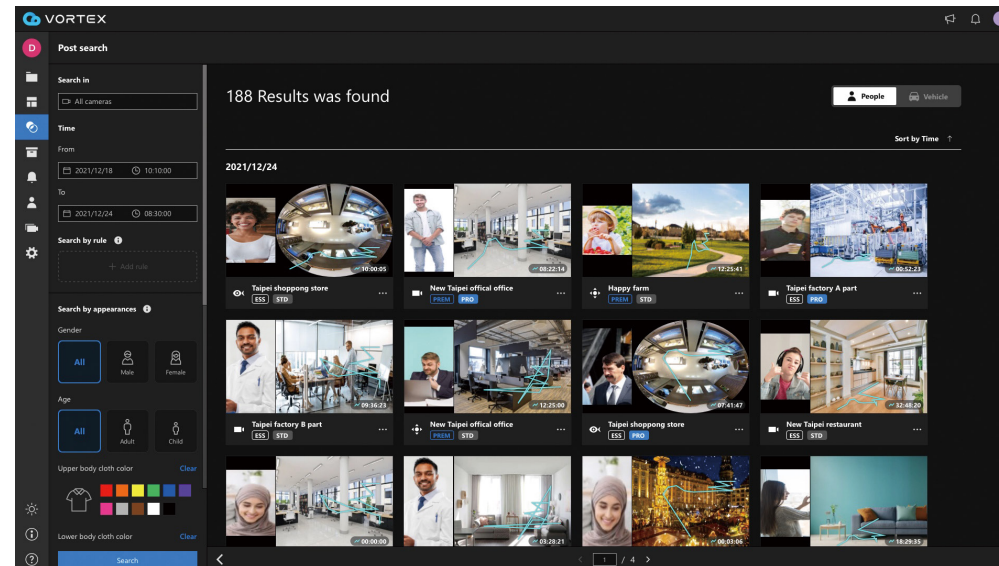 VORTEX
D
Post search
Search in
All cameras
Time
From
2021/12/18 10:10:00
To
2021/12/24 08:30:00
Search by rule
+ Add rule
Search by appearances
Gender
All Male Female
Age
All Adult Child
Upper body cloth color Clear
Lower body cloth color Clear
Search
188 Results was found
People Vehicle
Sort by Time ↑
2021/12/24
10:00:05
Taipei shoppong store
ESS STD
08:22:14
New Taipei offical office
PREM PRO
12:25:41
Happy farm
PREM STD
00:52:23
Taipei factory A part
ESS PRO
09:36:23
Taipei factory B part
ESS STD
12:25:00
New Taipei offical office
PREM STD
07:41:47
Taipei shoppong store
ESS PRO
32:48:20
New Taipei restaurant
ESS STD
00:00:00
03:28:21
00:03:06
18:29:35
1 / 4